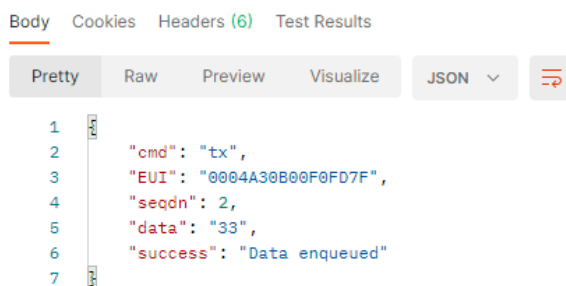 Body Cookies Headers (6) Test Results
Pretty Raw Preview Visualize JSON
1 {
2 "cmd": "tx",
3 "EUI": "0004A30B00F0FD7F",
4 "seqdn": 2,
5 "data": "33",
6 "success": "Data enqueued"
7 }